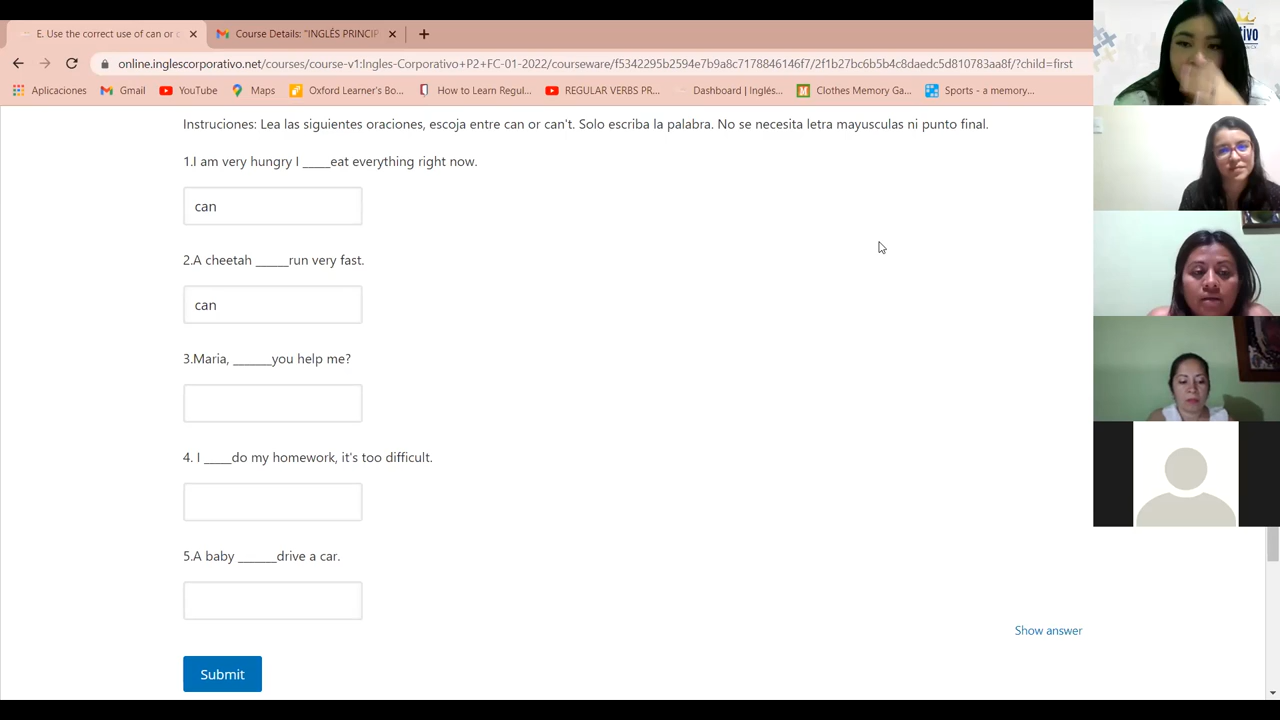 E. Use the correct use of can or c
Course Details: "INGLÉS PRINCIP
online.inglescorporativo.net/courses/course-v1:Ingles-Corporativo+P2+FC-01-2022/courseware/f5342295b2594e7b9a8c7178846146f7/2f1b27bc6b5b4c8daedc5d810783aa8f/?child=first
Aplicaciones Gmail YouTube Maps Oxford Learner's Bo... How to Learn Regul... REGULAR VERBS PR... Dashboard | Inglés... Clothes Memory Ga... Sports - a memory...
Instruciones: Lea las siguientes oraciones, escoja entre can or can't. Solo escriba la palabra. No se necesita letra mayusculas ni punto final.
1.I am very hungry I _____eat everything right now.
can
2.A cheetah ______run very fast.
can
3.Maria, _______you help me?
4. I _____do my homework, it's too difficult.
5.A baby _______drive a car.
Show answer
Submit